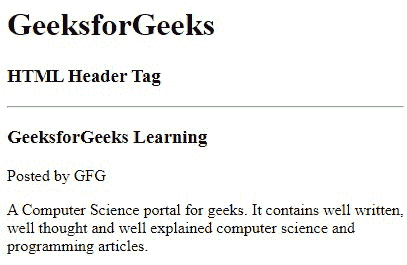 GeeksforGeeks
HTML Header Tag
GeeksforGeeks Learning
Posted by GFG
A Computer Science portal for geeks. It contains well written,
well thought and well explained computer science and
programming articles.